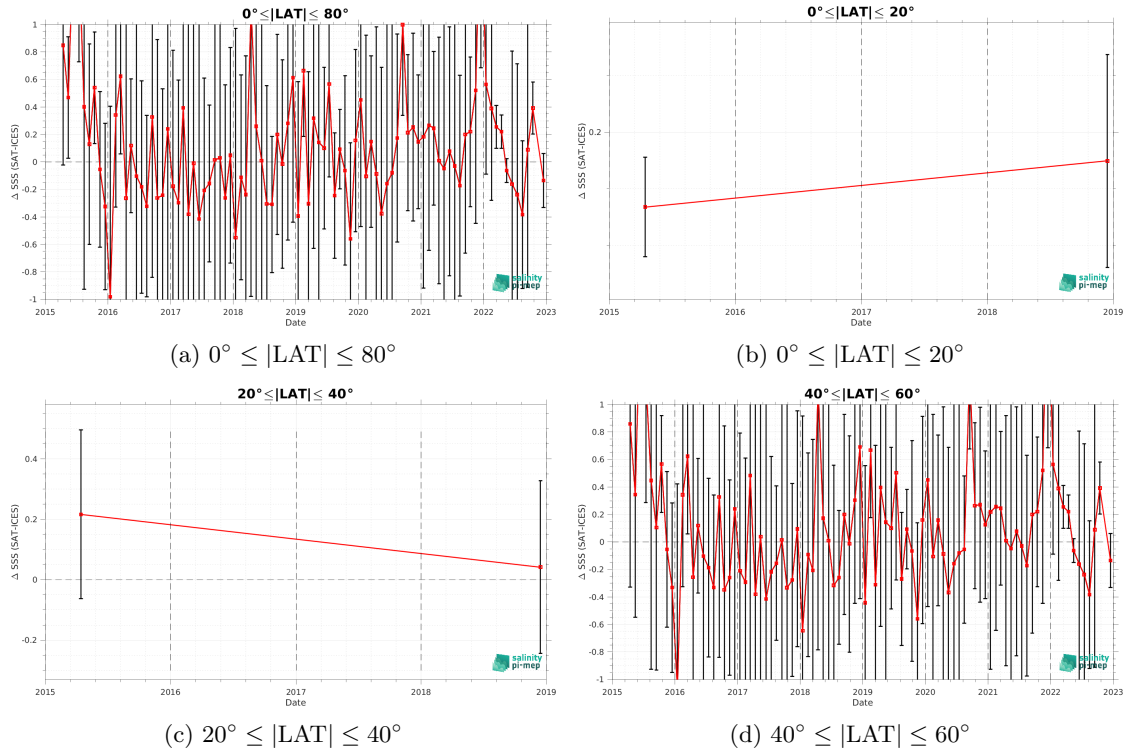 0°≤|LAT|≤ 80°
Δ SSS (SAT-ICES)
1
0.8
0.6
0.4
0.2
0
-0.2
-0.4
-0.6
-0.8
-1
2015 2016 2017 2018 2019 2020 2021 2022 2023
Date
salinity
pi-mep
(a) 0° ≤ |LAT| ≤ 80°
0°≤|LAT|≤ 20°
Δ SSS (SAT-ICES)
0.2
2015 2016 2017 2018 2019
Date
salinity
pi-mep
(b) 0° ≤ |LAT| ≤ 20°
20°≤|LAT|≤ 40°
Δ SSS (SAT-ICES)
0.4
0.2
0
-0.2
2015 2016 2017 2018 2019
Date
salinity
pi-mep
(c) 20° ≤ |LAT| ≤ 40°
40°≤|LAT|≤ 60°
Δ SSS (SAT-ICES)
1
0.8
0.6
0.4
0.2
0
-0.2
-0.4
-0.6
-0.8
-1
2015 2016 2017 2018 2019 2020 2021 2022 2023
Date
salinity
pi-mep
(d) 40° ≤ |LAT| ≤ 60°